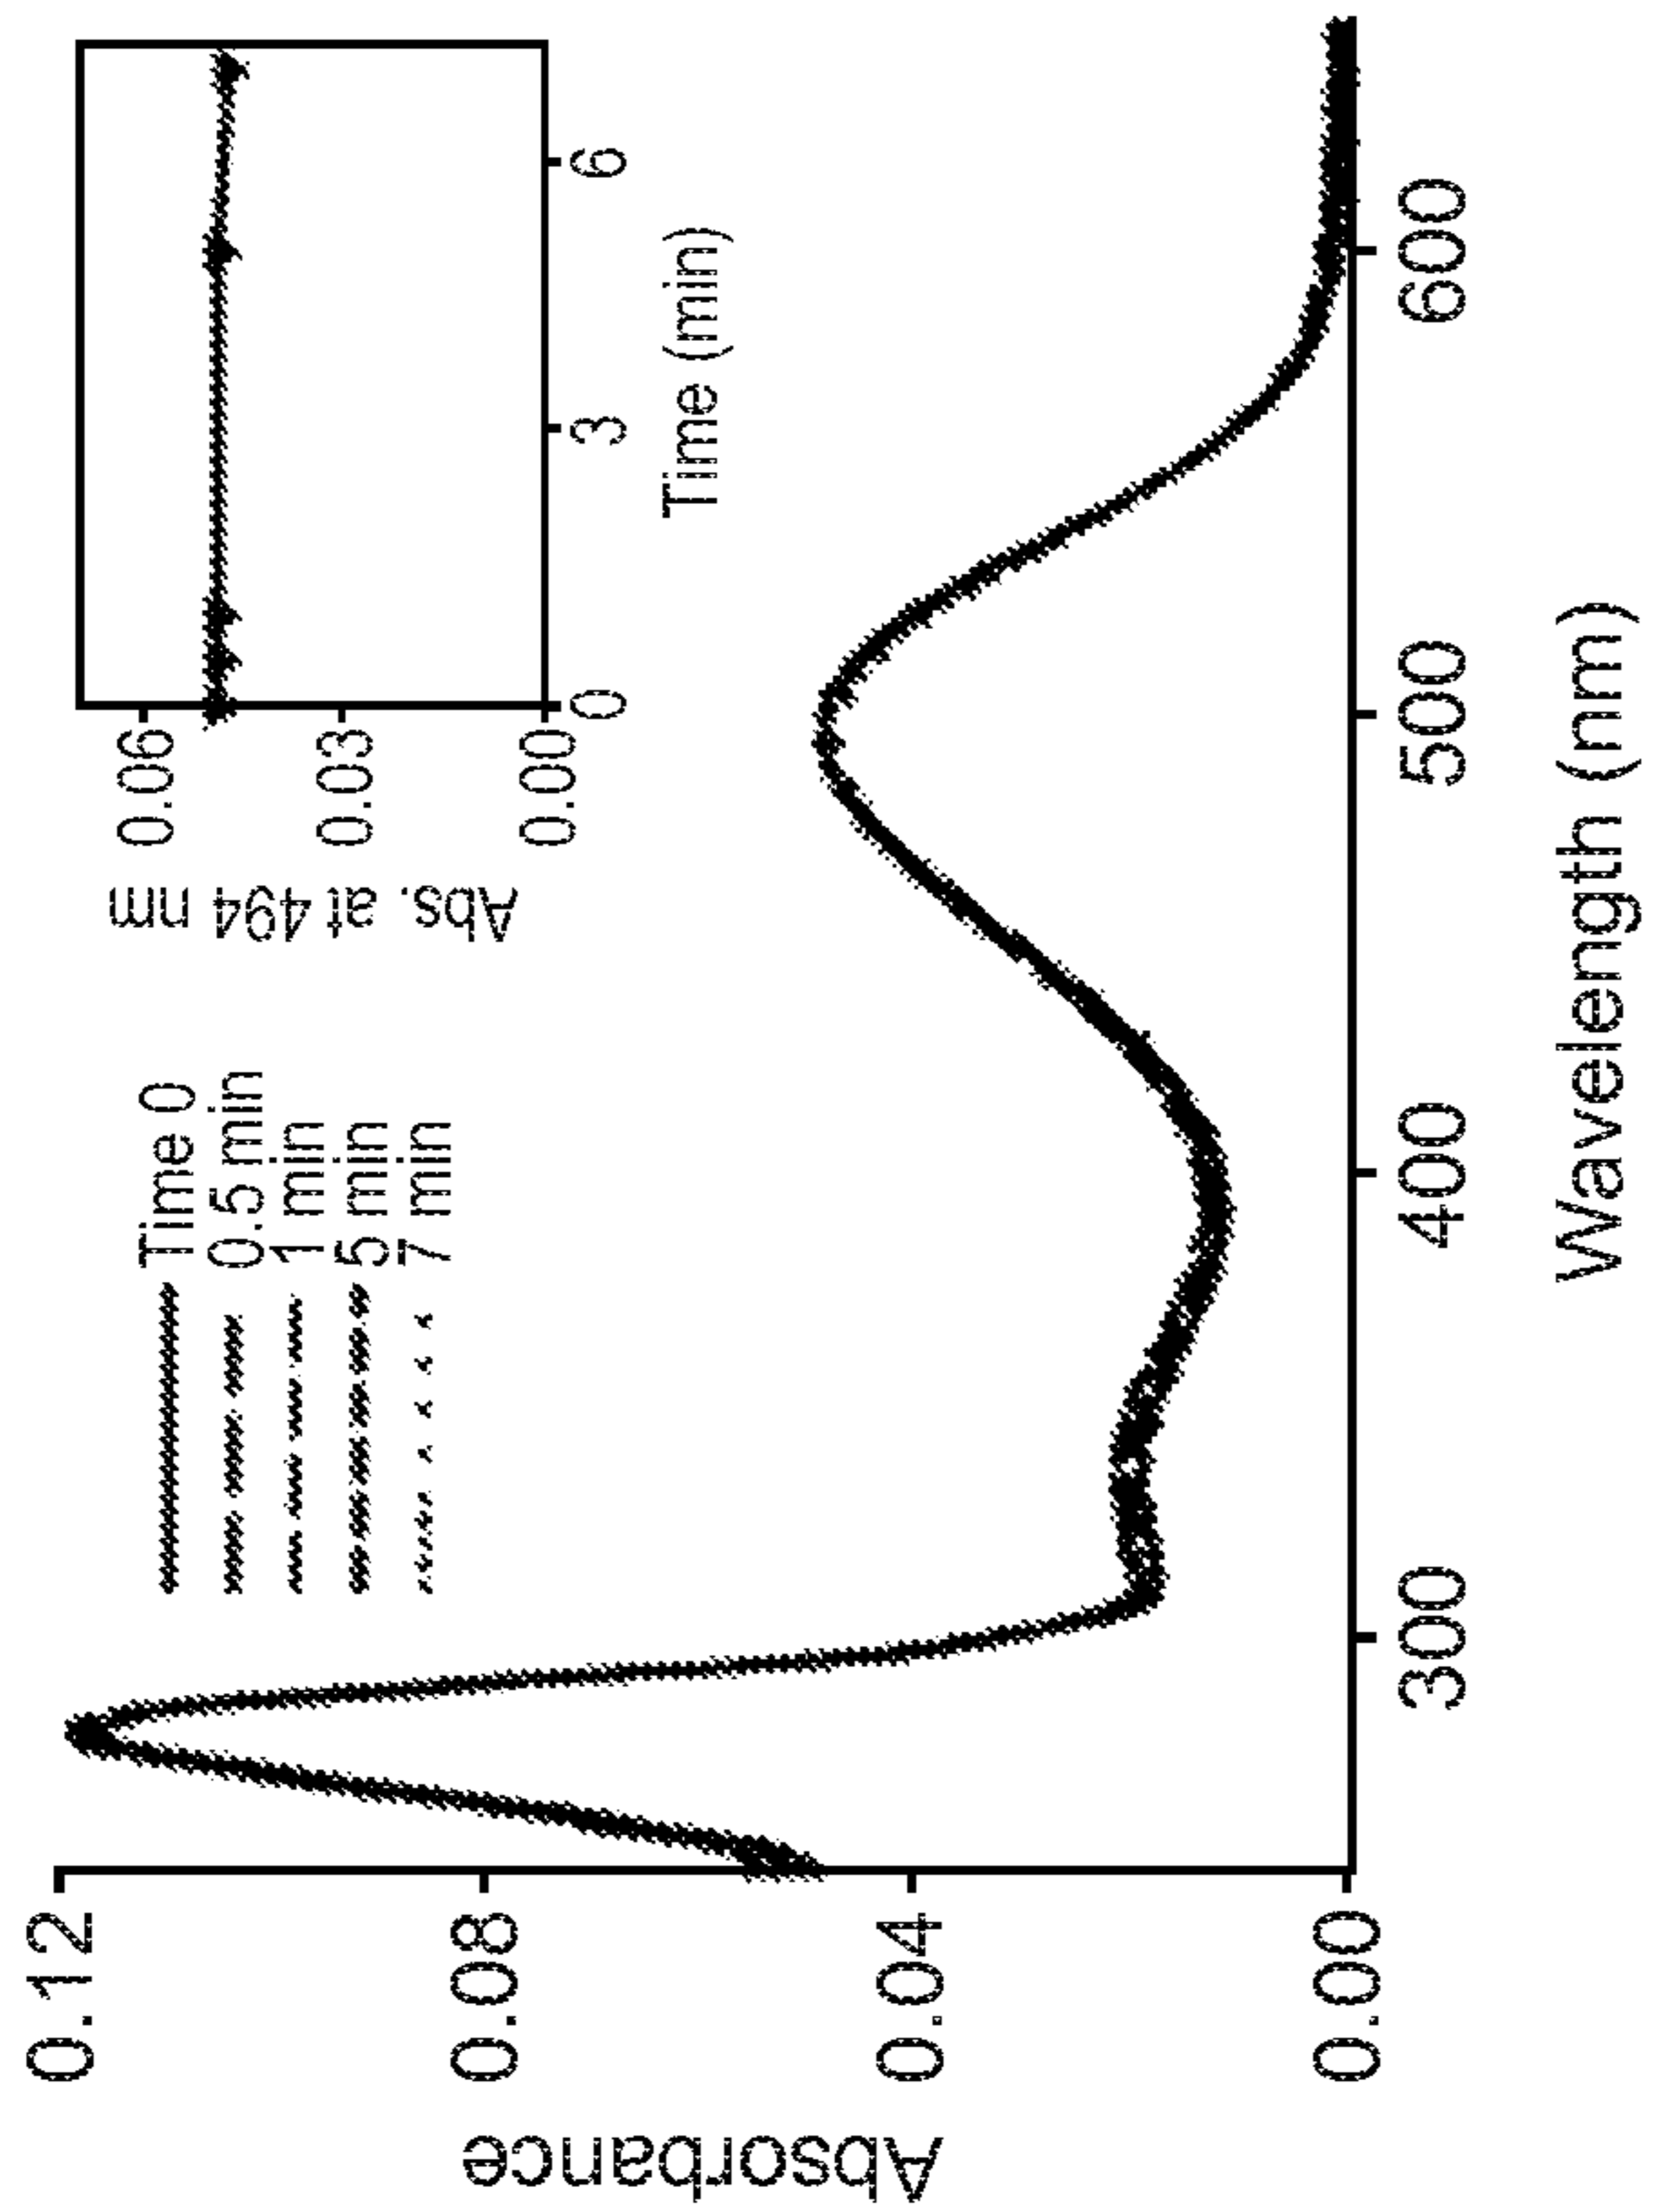 0.12
0.08
0.04
0.00
Absorbance
300
400
500
600
Wavelength (nm)
Time 0
0.5 min
1 min
5 min
7 min
0.06
0.03
0.00
Abs. at 494 nm
0
3
6
Time (min)